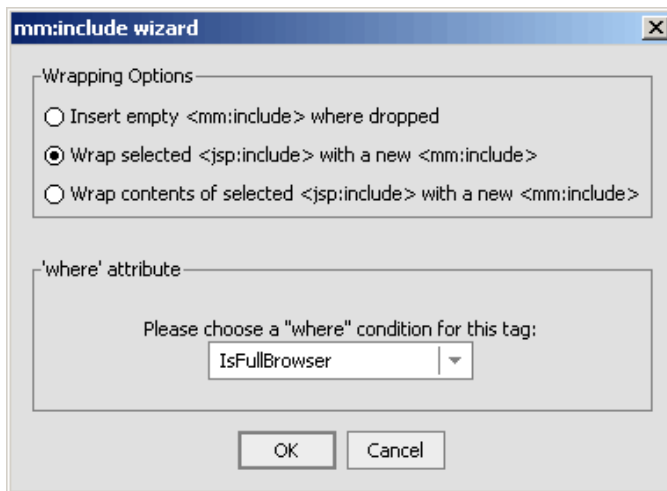 mm:include wizard
Wrapping Options
Insert empty <mm:include> where dropped
Wrap selected <jsp:include> with a new <mm:include>
Wrap contents of selected <jsp:include> with a new <mm:include>
'where' attribute
Please choose a "where" condition for this tag:
IsFullBrowser
OK Cancel